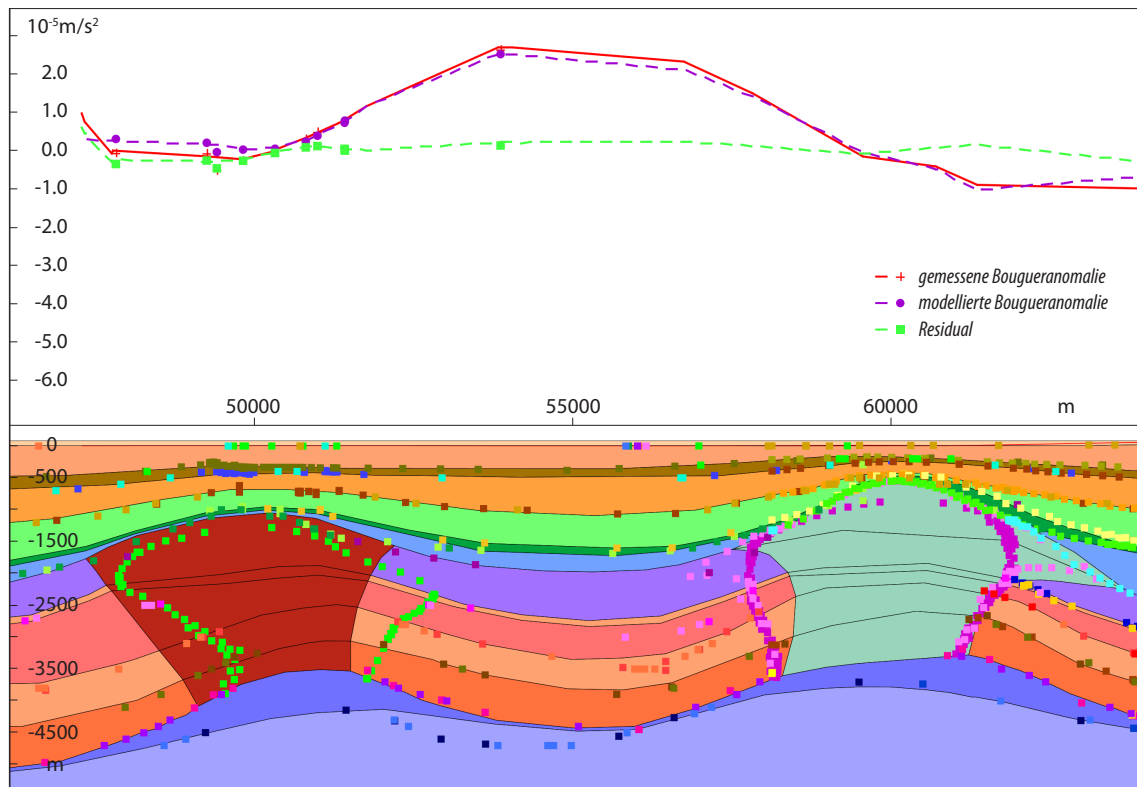 10⁻⁵m/s²
2.0
1.0
0.0
-1.0
-2.0
-3.0
-4.0
-5.0
-6.0
gemessene Bougueranomalie
modellierte Bougueranomalie
Residual
50000 55000 60000 m
0
-500
-1500
-2500
-3500
-4500
m